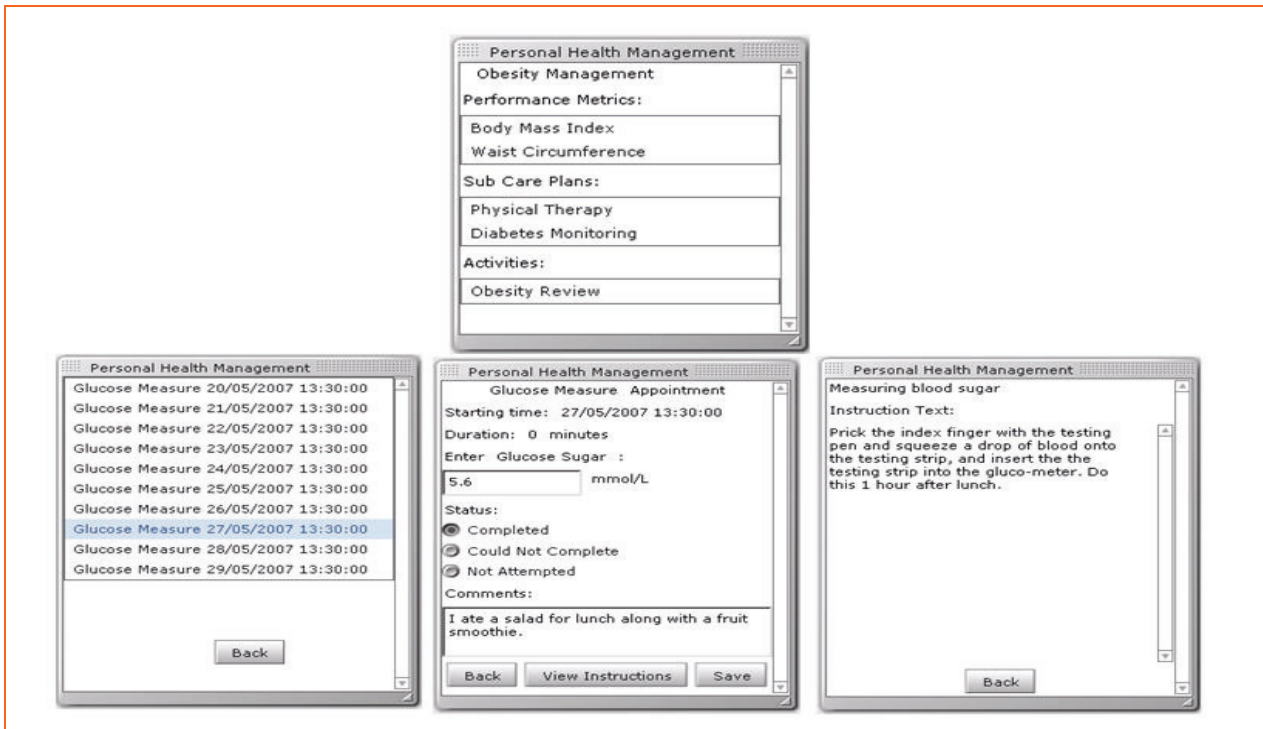 Personal Health Management
Obesity Management
Performance Metrics:
Body Mass Index
Waist Circumference
Sub Care Plans:
Physical Therapy
Diabetes Monitoring
Activities:
Obesity Review
Personal Health Management
Glucose Measure 20/05/2007 13:30:00
Glucose Measure 21/05/2007 13:30:00
Glucose Measure 22/05/2007 13:30:00
Glucose Measure 23/05/2007 13:30:00
Glucose Measure 24/05/2007 13:30:00
Glucose Measure 25/05/2007 13:30:00
Glucose Measure 26/05/2007 13:30:00
Glucose Measure 27/05/2007 13:30:00
Glucose Measure 28/05/2007 13:30:00
Glucose Measure 29/05/2007 13:30:00
Back
Personal Health Management
Glucose Measure Appointment
Starting time: 27/05/2007 13:30:00
Duration: 0 minutes
Enter Glucose Sugar :
5.6 mmol/L
Status:
Completed
Could Not Complete
Not Attempted
Comments:
I ate a salad for lunch along with a fruit
smoothie.
Back View Instructions Save
Personal Health Management
Measuring blood sugar
Instruction Text:
Prick the index finger with the testing
pen and squeeze a drop of blood onto
the testing strip, and insert the the
testing strip into the gluco-meter. Do
this 1 hour after lunch.
Back